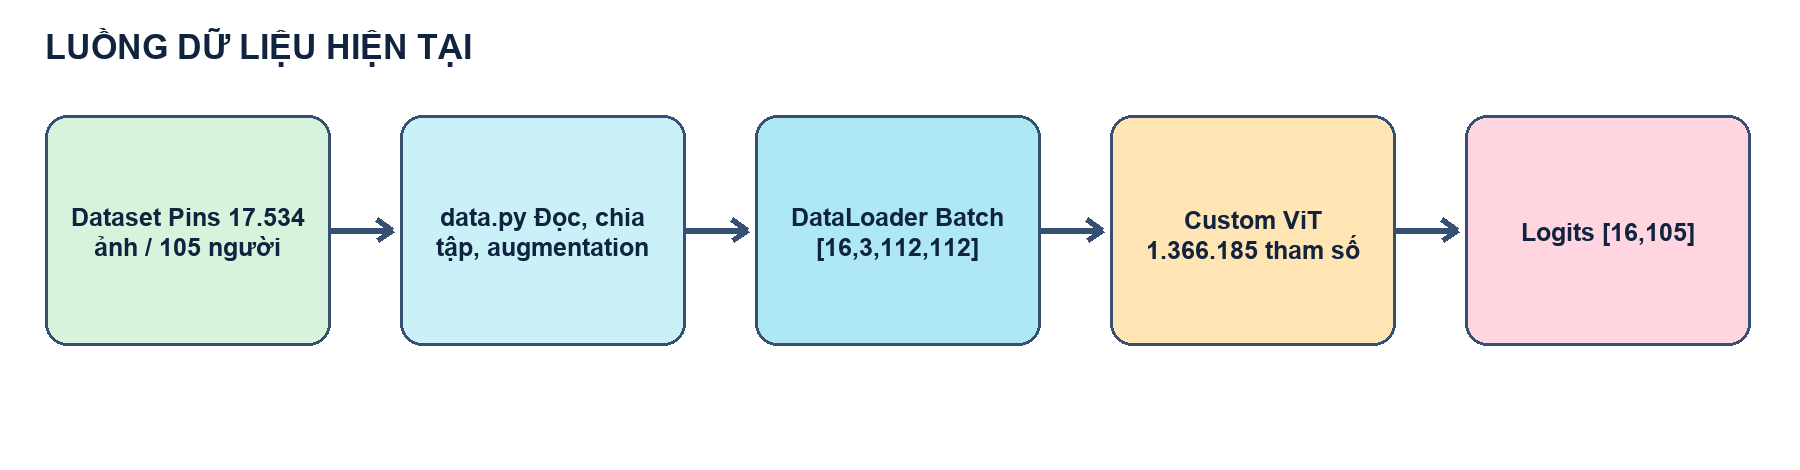 LUỒNG DỮ LIỆU HIỆN TẠI
Dataset Pins 17.534
ảnh / 105 người
data.py Đọc, chia
tập, augmentation
DataLoader Batch
[16,3,112,112]
Custom ViT
1.366.185 tham số
Logits [16,105]